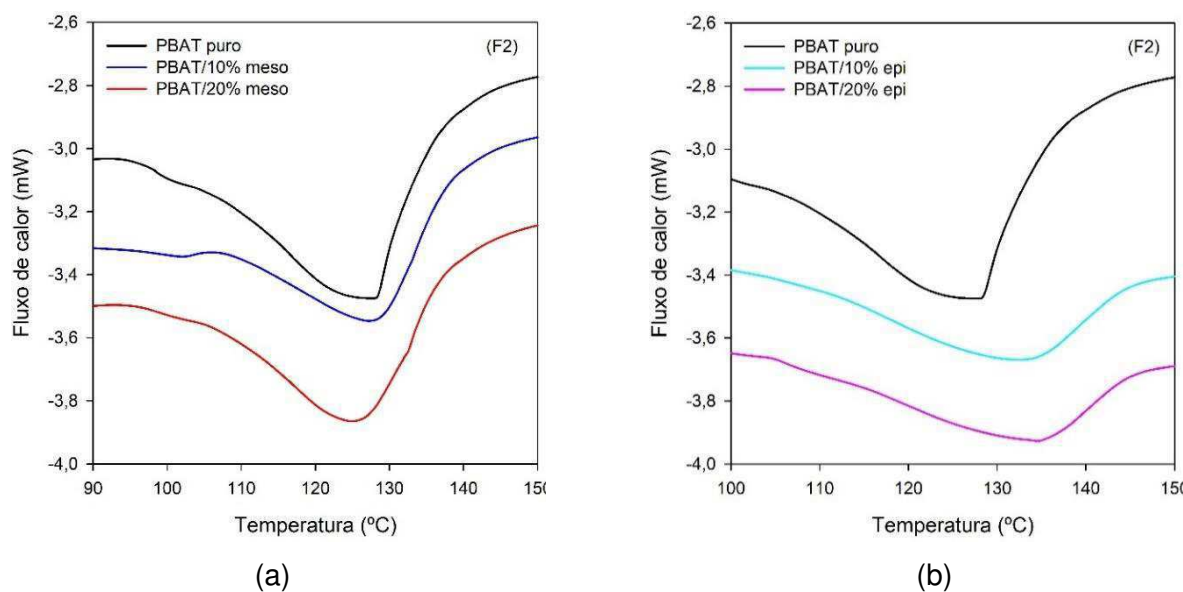 -2,6
-2,8
-3,0
-3,2
-3,4
-3,6
-3,8
-4,0
Fluxo de calor (mW)
PBAT puro
PBAT/10% meso
PBAT/20% meso
(F2)
90 100 110 120 130 140 150
Temperatura (ºC)
(a)
-2,6
-2,8
-3,0
-3,2
-3,4
-3,6
-3,8
-4,0
Fluxo de calor (mW)
PBAT puro
PBAT/10% epi
PBAT/20% epi
(F2)
100 110 120 130 140 150
Temperatura (ºC)
(b)